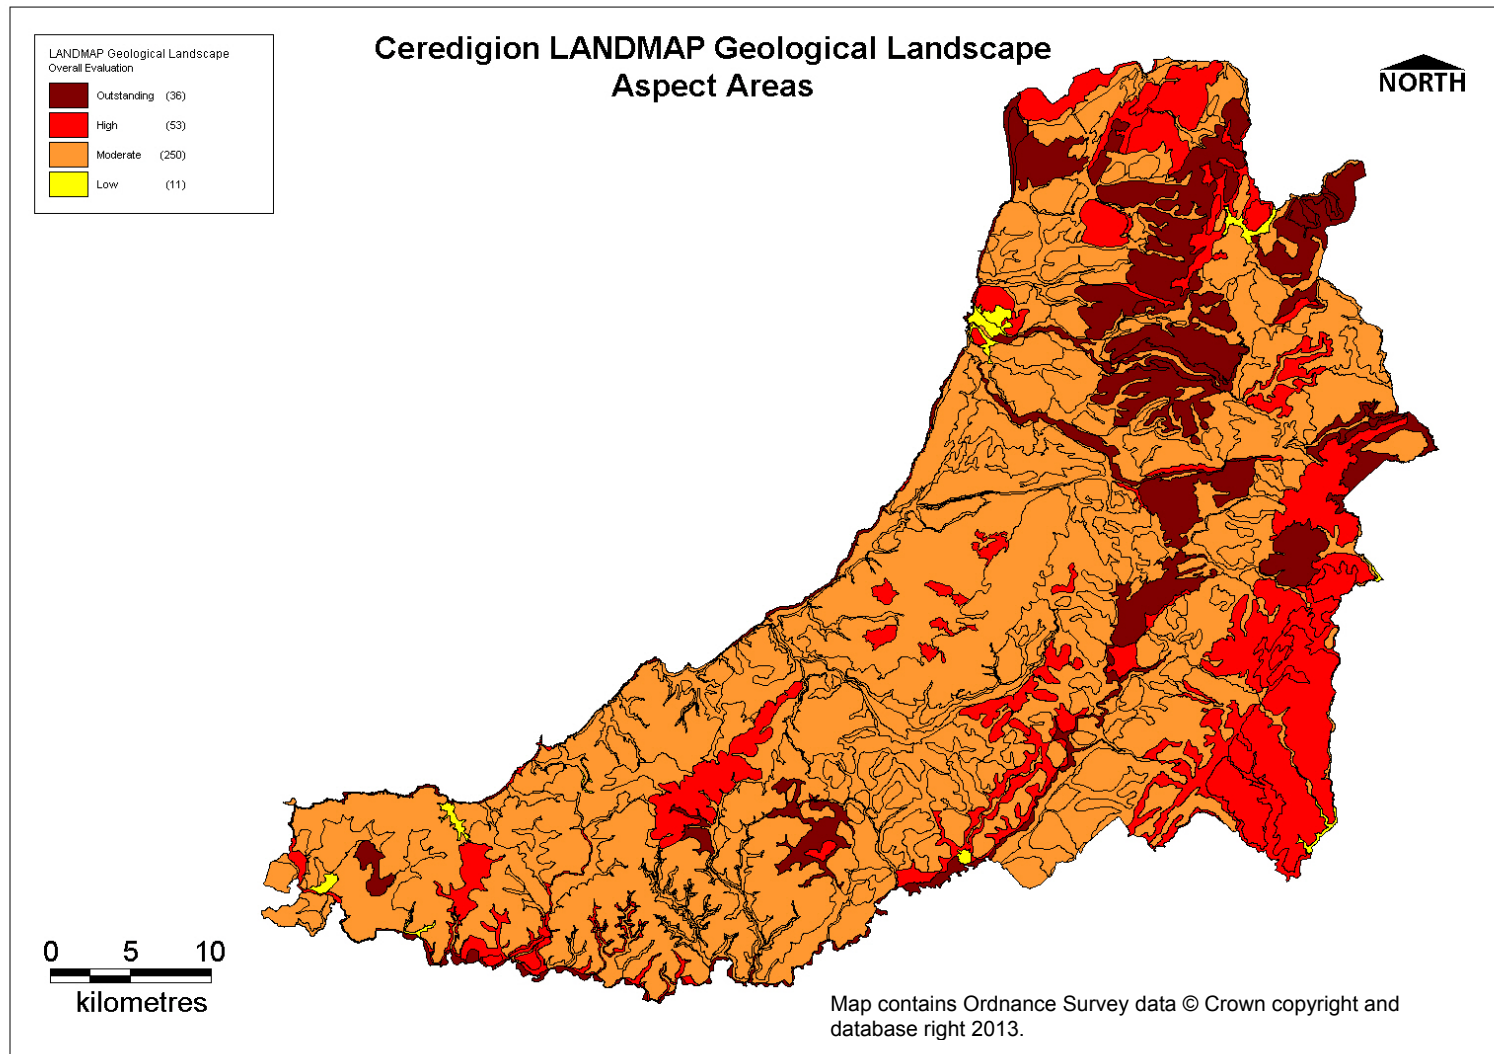 LANDMAP Geological Landscape
Overall Evaluation
Outstanding (36)
High (53)
Moderate (250)
Low (11)
Ceredigion LANDMAP Geological Landscape
Aspect Areas
NORTH
0 5 10
kilometres
Map contains Ordnance Survey data © Crown copyright and
database right 2013.